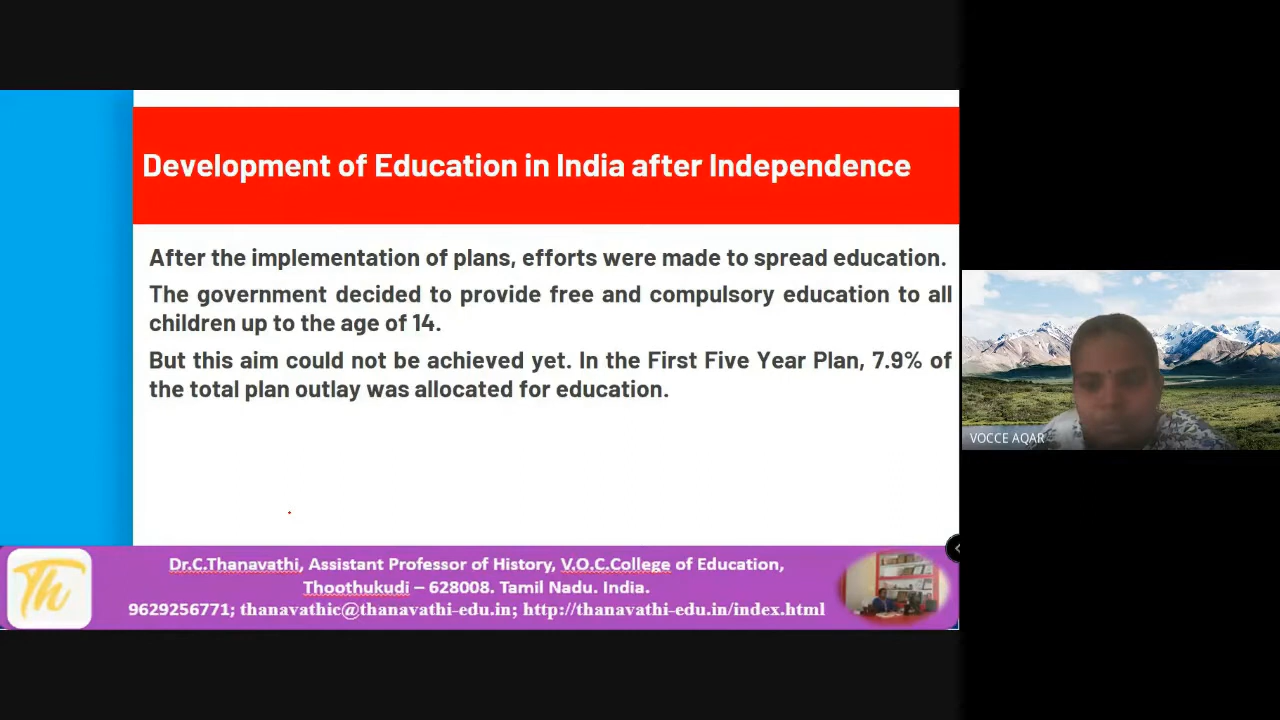 Development of Education in India after Independence
After the implementation of plans, efforts were made to spread education.
The government decided to provide free and compulsory education to all
children up to the age of 14.
But this aim could not be achieved yet. In the First Five Year Plan, 7.9% of
the total plan outlay was allocated for education.
VOCCE AQAR
Th
Dr.C.Thanavathi, Assistant Professor of History, V.O.C.College of Education,
Thoothukudi – 628008. Tamil Nadu. India.
9629256771; thanavathic@thanavathi-edu.in; http://thanavathi-edu.in/index.html